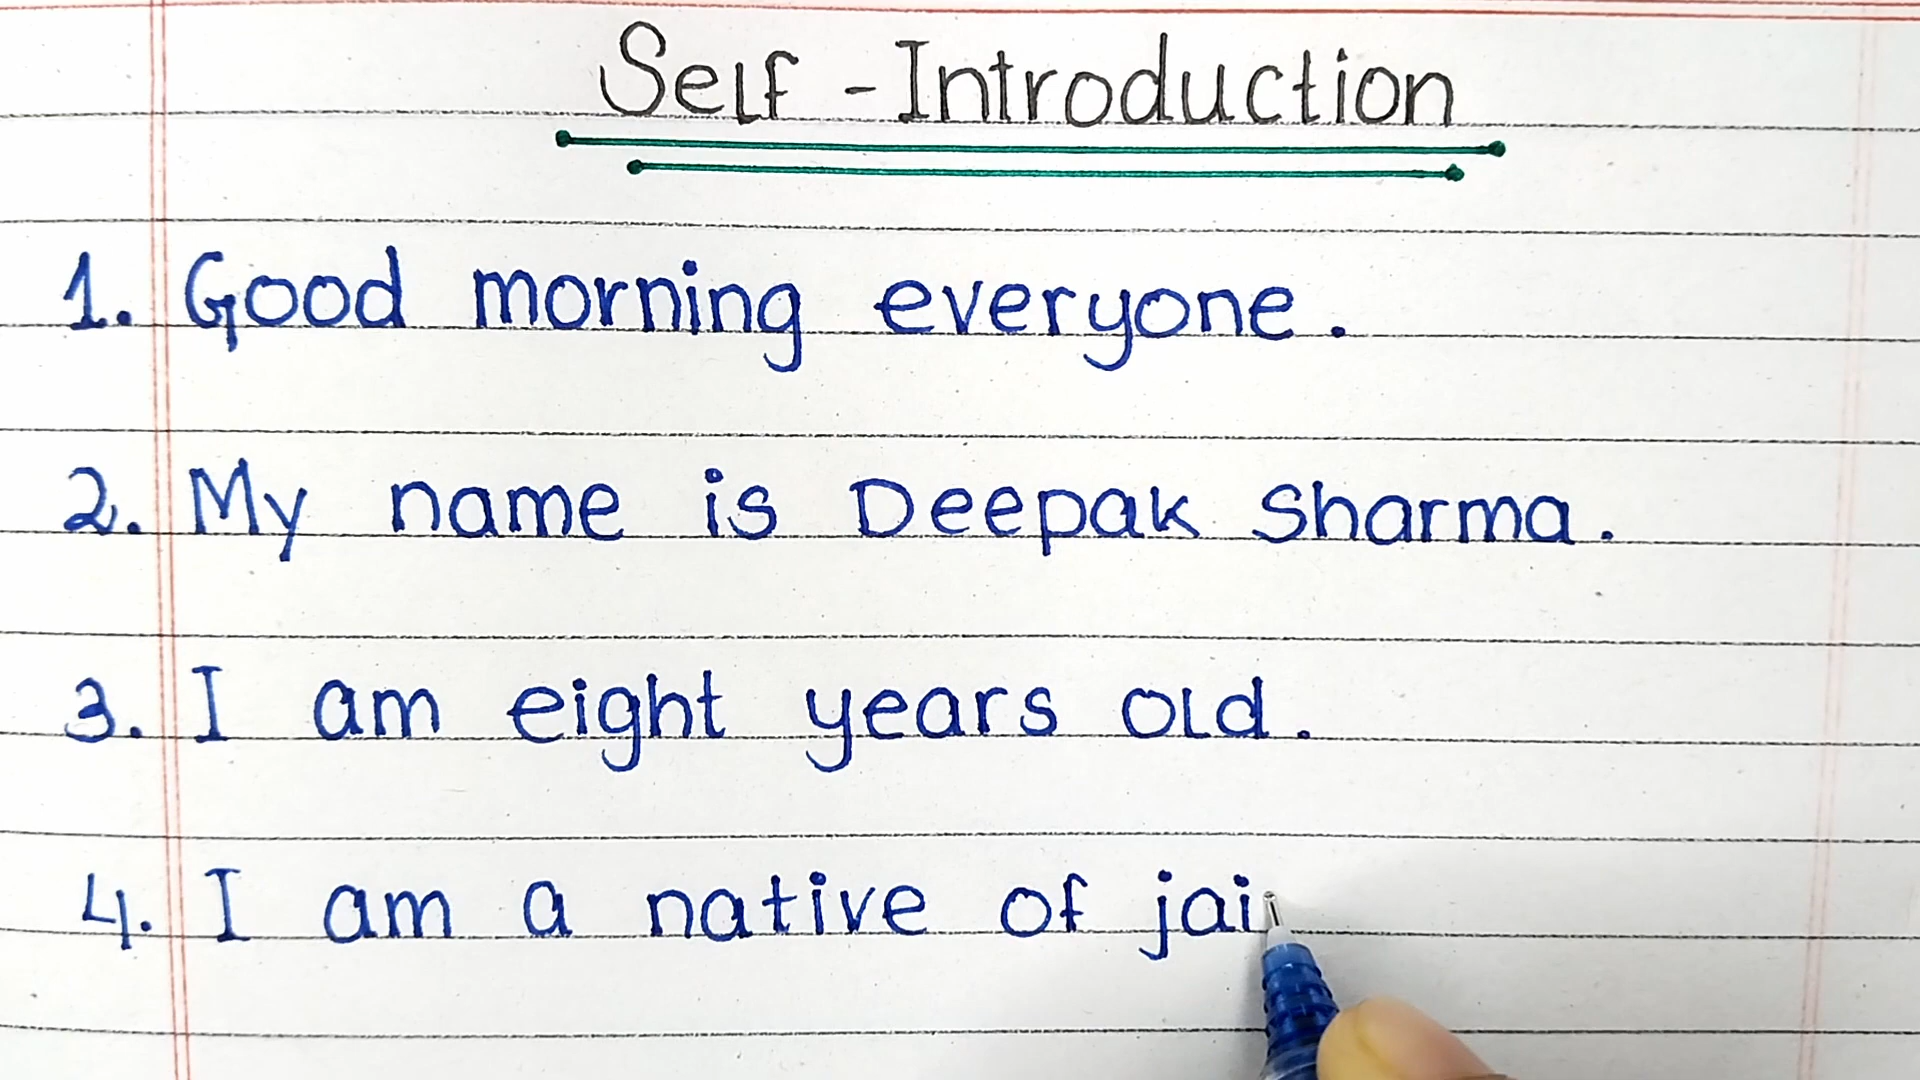 Self - Introduction
1. Good morning everyone.
2. My name is Deepak Sharma.
3. I am eight years old.
4. I am a native of jai